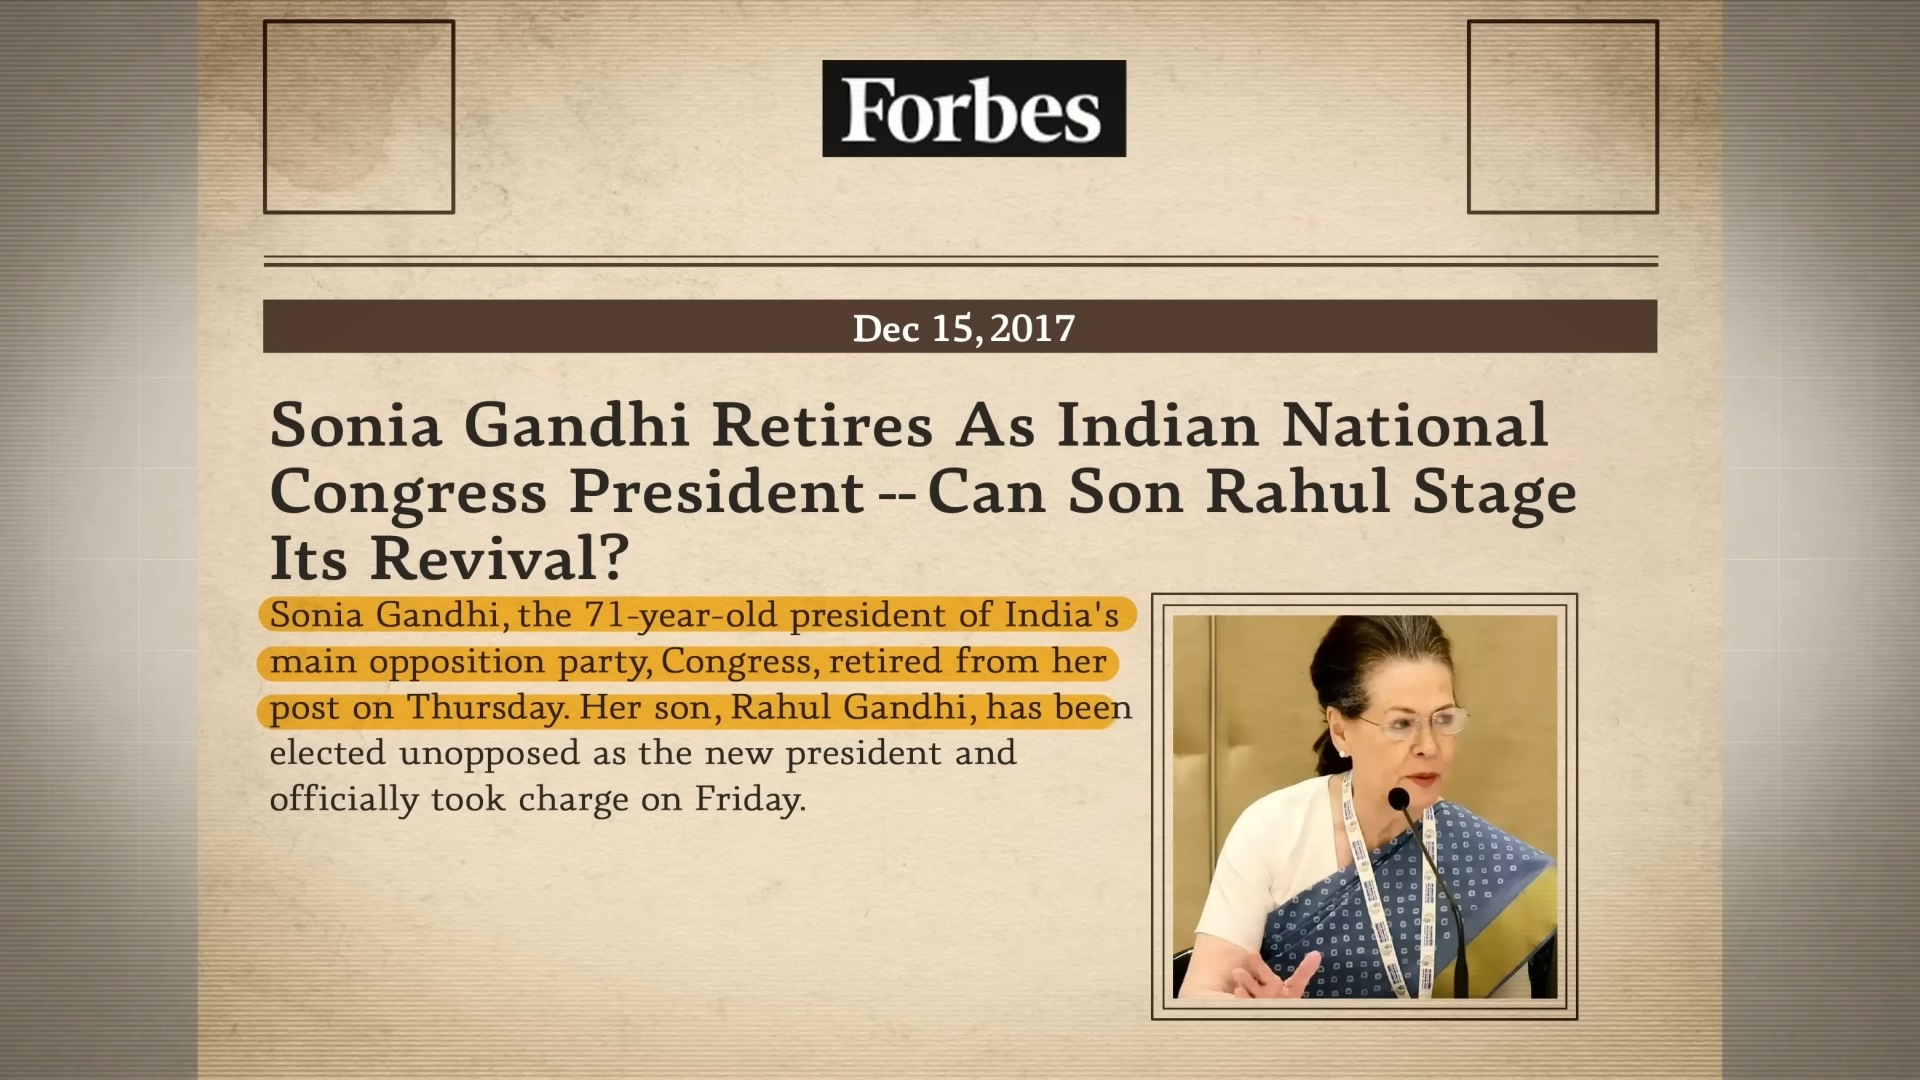 Forbes
Dec 15, 2017
Sonia Gandhi Retires As Indian National
Congress President -- Can Son Rahul Stage
Its Revival?
Sonia Gandhi, the 71-year-old president of India's
main opposition party, Congress, retired from her
post on Thursday. Her son, Rahul Gandhi, has been
elected unopposed as the new president and
officially took charge on Friday.